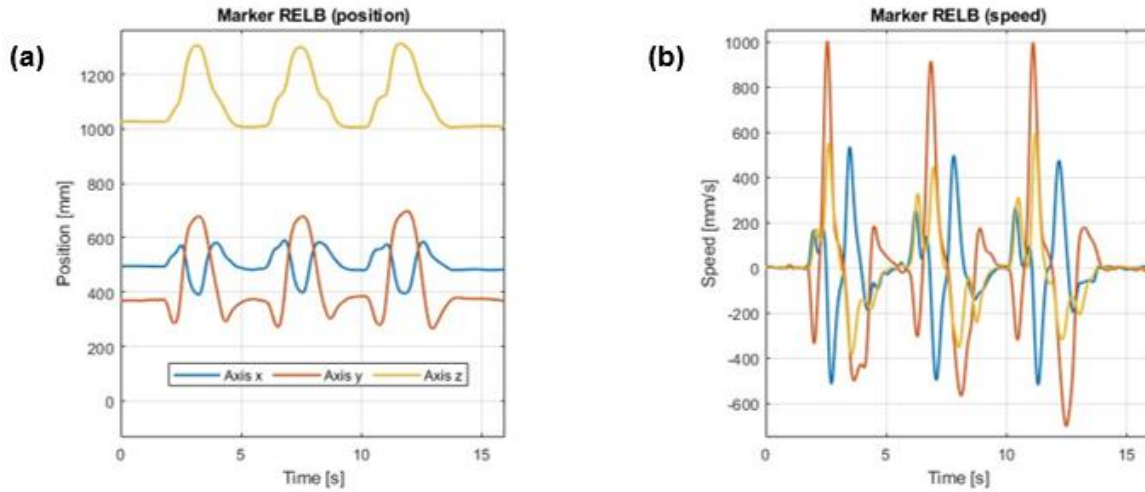 (a)
Marker RELB (position)
Position [mm]
1200
1000
800
600
400
200
0
Axis x Axis y Axis z
0 5 10 15
Time [s]
(b)
Marker RELB (speed)
Speed [mm/s]
1000
800
600
400
200
0
-200
-400
-600
0 5 10 15
Time [s]